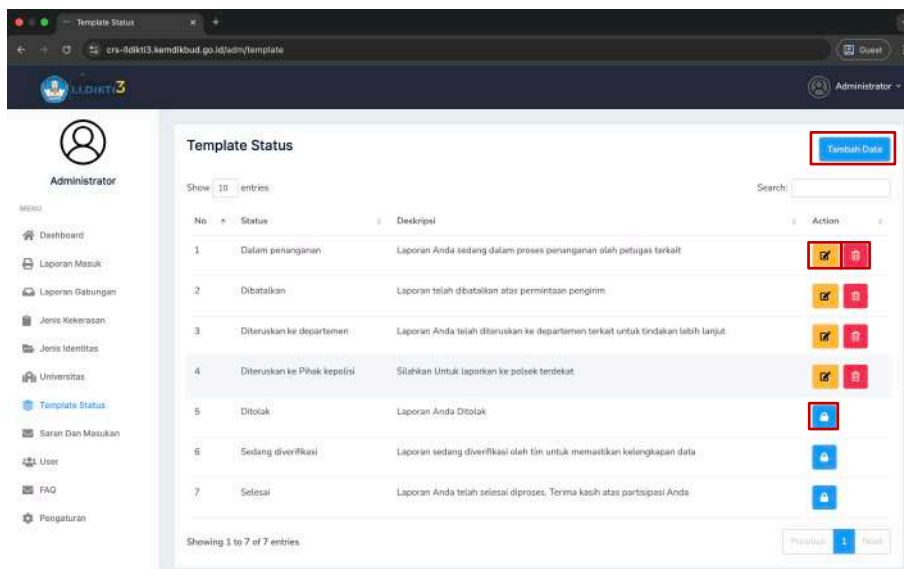 Template Status
crs-lldikti3.kemdikbud.go.id/adm/template
Guest
LLDIKTI3
Administrator
Administrator
MENU
Dashboard
Laporan Masuk
Laporan Gabungan
Jenis Kekerasan
Jenis Identitas
Universitas
Template Status
Saran Dan Masukan
User
FAQ
Pengaturan
Template Status
Tambah Data
Show 10 entries
Search:
No Status Deskripsi Action
1 Dalam penanganan Laporan Anda sedang dalam proses penanganan oleh petugas terkait
2 Dibatalkan Laporan telah dibatalkan atas permintaan pengirim
3 Diteruskan ke departemen Laporan Anda telah diteruskan ke departemen terkait untuk tindakan lebih lanjut
4 Diteruskan ke Pihak kepolisi Silahkan Untuk laporkan ke polsek terdekat
5 Ditolak Laporan Anda Ditolak
6 Sedang diverifikasi Laporan sedang diverifikasi oleh tim untuk memastikan kelengkapan data
7 Selesai Laporan Anda telah selesai diproses. Terima kasih atas partisipasi Anda
Showing 1 to 7 of 7 entries
Previous 1 Next